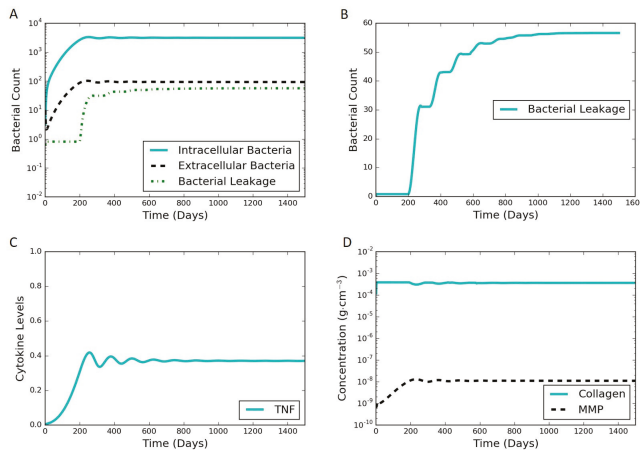 A
10^4
10^3
10^2
10^1
10^0
10^-1
10^-2
Bacterial Count
Intracellular Bacteria
Extracellular Bacteria
Bacterial Leakage
0 200 400 600 800 1000 1200 1400
Time (Days)
B
60
50
40
30
20
10
0
Bacterial Count
Bacterial Leakage
0 200 400 600 800 1000 1200 1400 1600
Time (Days)
C
1.0
0.8
0.6
0.4
0.2
0.0
Cytokine Levels
TNF
0 200 400 600 800 1000 1200 1400
Time (Days)
D
10^-2
10^-3
10^-4
10^-5
10^-6
10^-7
10^-8
10^-9
10^-10
Concentration (g·cm^-3)
Collagen
MMP
0 200 400 600 800 1000 1200 1400
Time (Days)